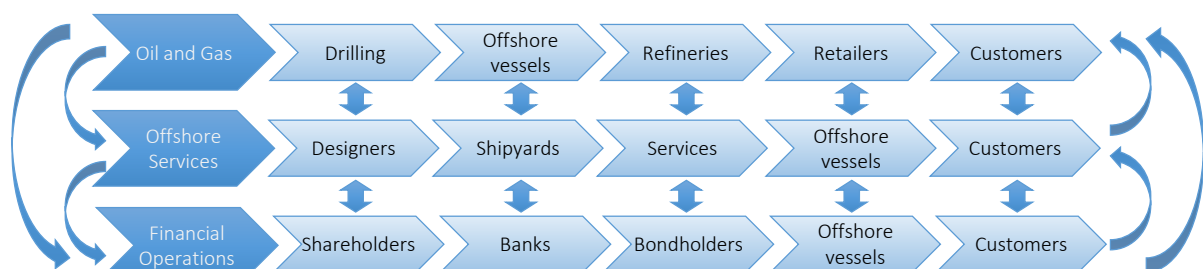 Oil and Gas
Drilling
Offshore
vessels
Refineries
Retailers
Customers
Offshore
Services
Designers
Shipyards
Services
Offshore
vessels
Customers
Financial
Operations
Shareholders
Banks
Bondholders
Offshore
vessels
Customers